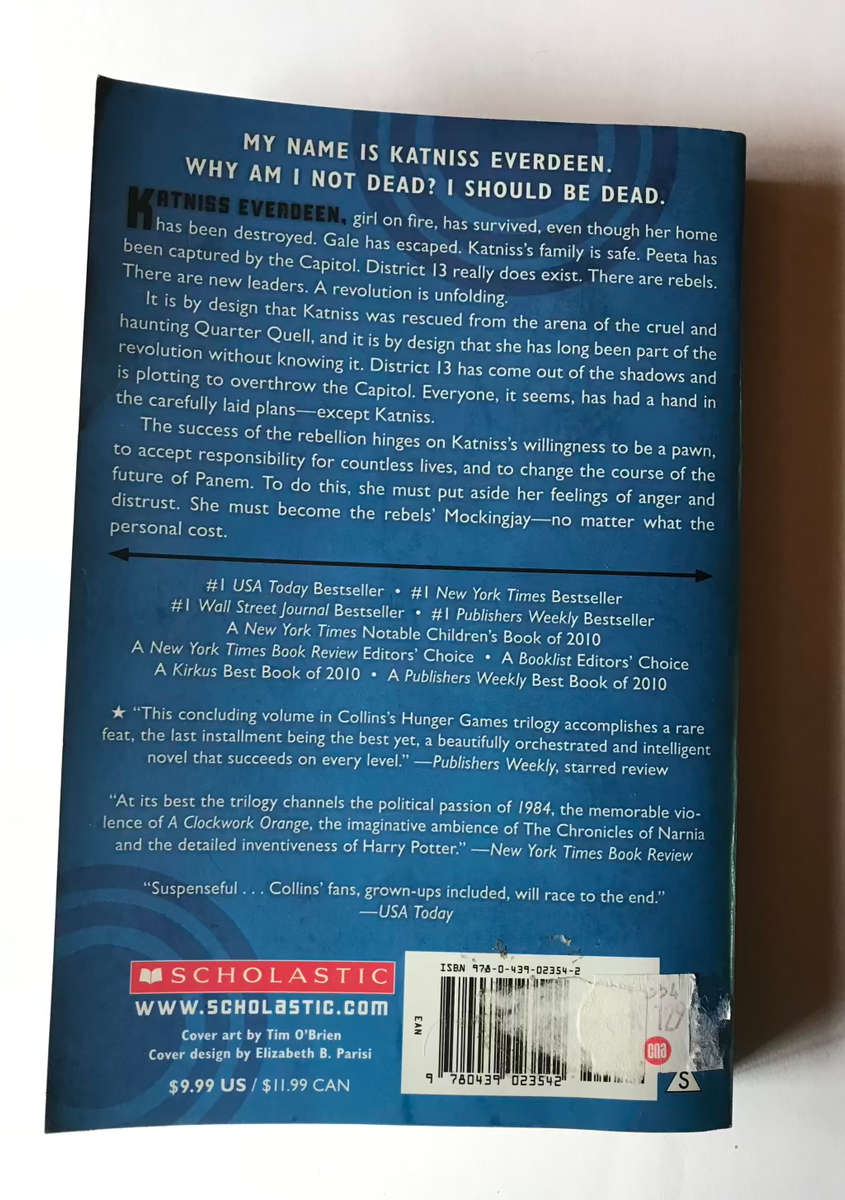 MY NAME IS KATNISS EVERDEEN.
WHY AM I NOT DEAD? I SHOULD BE DEAD.
KATNISS EVERDEEN, girl on fire, has survived, even though her home
has been destroyed. Gale has escaped. Katniss's family is safe. Peeta has
been captured by the Capitol. District 13 really does exist. There are rebels.
There are new leaders. A revolution is unfolding.
It is by design that Katniss was rescued from the arena of the cruel and
haunting Quarter Quell, and it is by design that she has long been part of the
revolution without knowing it. District 13 has come out of the shadows and
is plotting to overthrow the Capitol. Everyone, it seems, has had a hand in
the carefully laid plans—except Katniss.
The success of the rebellion hinges on Katniss's willingness to be a pawn,
to accept responsibility for countless lives, and to change the course of the
future of Panem. To do this, she must put aside her feelings of anger and
distrust. She must become the rebels' Mockingjay—no matter what the
personal cost.
#1 USA Today Bestseller • #1 New York Times Bestseller
#1 Wall Street Journal Bestseller • #1 Publishers Weekly Bestseller
A New York Times Notable Children's Book of 2010
A New York Times Book Review Editors' Choice • A Booklist Editors' Choice
A Kirkus Best Book of 2010 • A Publishers Weekly Best Book of 2010
★ "This concluding volume in Collins's Hunger Games trilogy accomplishes a rare
feat, the last installment being the best yet, a beautifully orchestrated and intelligent
novel that succeeds on every level." —Publishers Weekly, starred review
"At its best the trilogy channels the political passion of 1984, the memorable vio-
lence of A Clockwork Orange, the imaginative ambience of The Chronicles of Narnia
and the detailed inventiveness of Harry Potter." —New York Times Book Review
"Suspenseful . . . Collins' fans, grown-ups included, will race to the end."
—USA Today
SCHOLASTIC
www.scholastic.com
Cover art by Tim O'Brien
Cover design by Elizabeth B. Parisi
$9.99 US / $11.99 CAN
ISBN 978-0-439-02354-2
EAN
9 780439 023542
cna
S